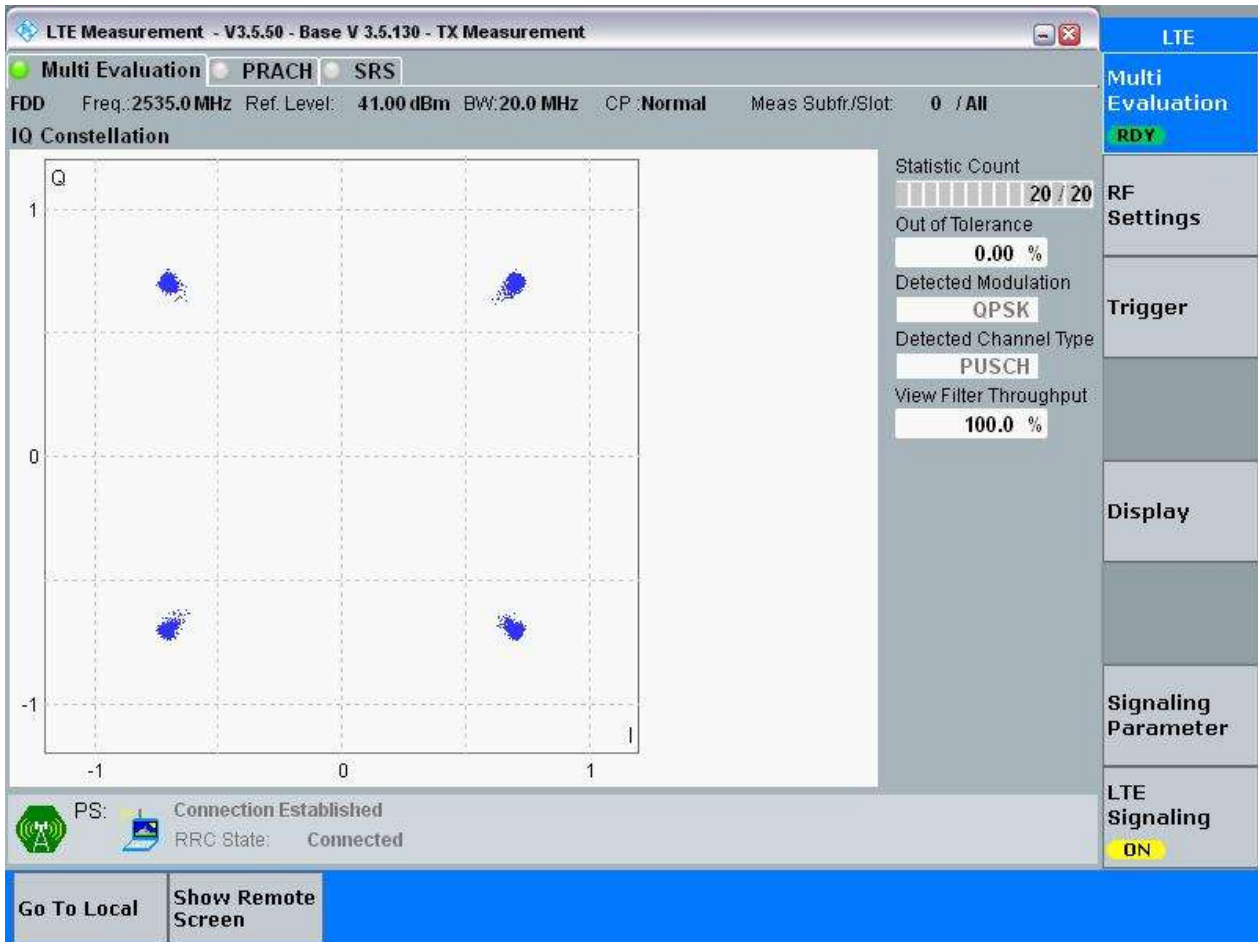 LTE Measurement - V3.5.50 - Base V 3.5.130 - TX Measurement
LTE
Multi Evaluation PRACH SRS
FDD Freq.:2535.0 MHz Ref. Level: 41.00 dBm BW:20.0 MHz CP :Normal Meas Subfr./Slot: 0 / All
IQ Constellation
Q
1
0
-1
I
-1 0 1
Statistic Count
20 / 20
Out of Tolerance
0.00 %
Detected Modulation
QPSK
Detected Channel Type
PUSCH
View Filter Throughput
100.0 %
Multi
Evaluation
RDY
RF
Settings
Trigger
Display
Signaling
Parameter
LTE
Signaling
ON
PS: Connection Established
RRC State: Connected
Go To Local
Show Remote
Screen